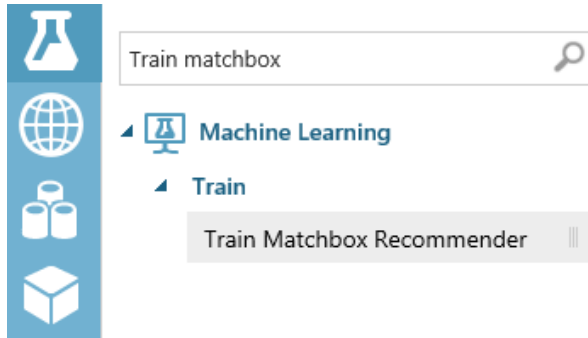 Train matchbox
Machine Learning
Train
Train Matchbox Recommender